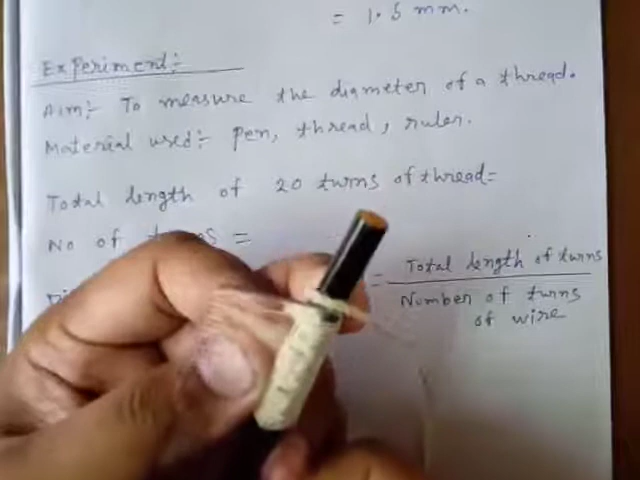 = 1.5 mm.
Experiment:-
Aim:- To measure the diameter of a thread.
Material used:- pen, thread, ruler.
Total length of 20 turns of thread=
No of =
= Total length of turns
Number of turns
of wire